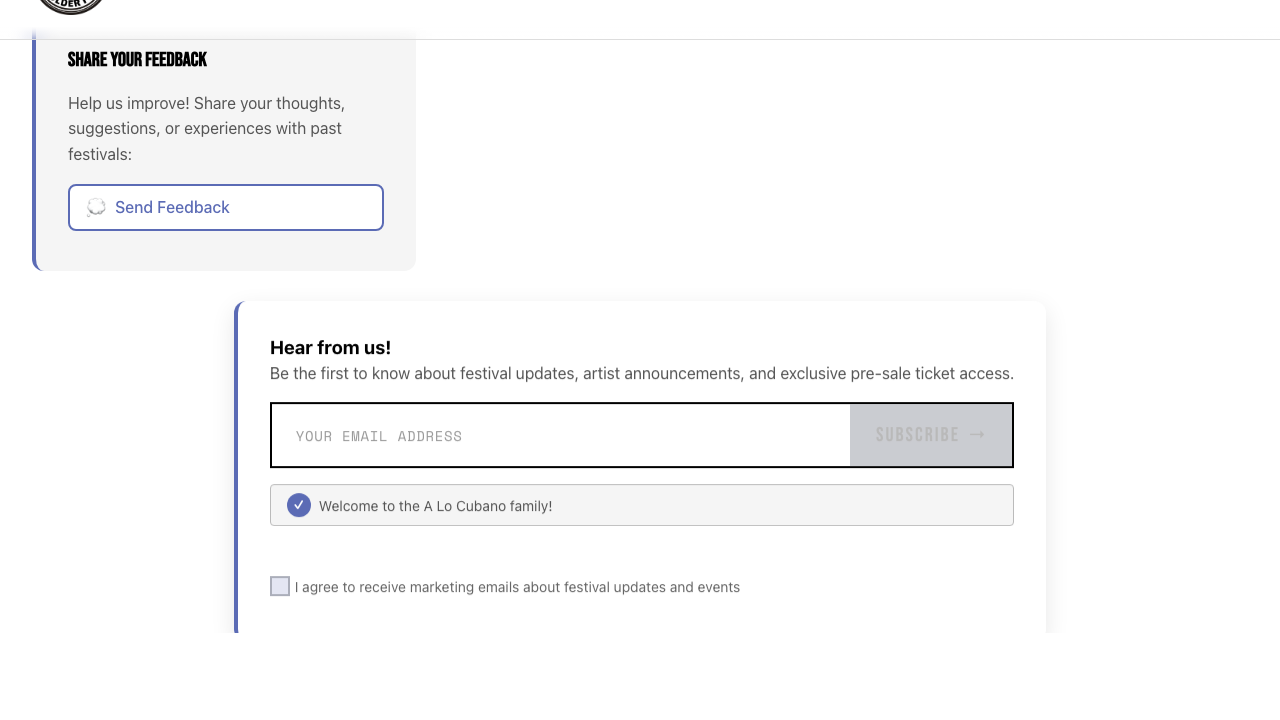 SHARE YOUR FEEDBACK
Help us improve! Share your thoughts,
suggestions, or experiences with past
festivals:
Send Feedback
Hear from us!
Be the first to know about festival updates, artist announcements, and exclusive pre-sale ticket access.
YOUR EMAIL ADDRESS
SUBSCRIBE →
Welcome to the A Lo Cubano family!
I agree to receive marketing emails about festival updates and events